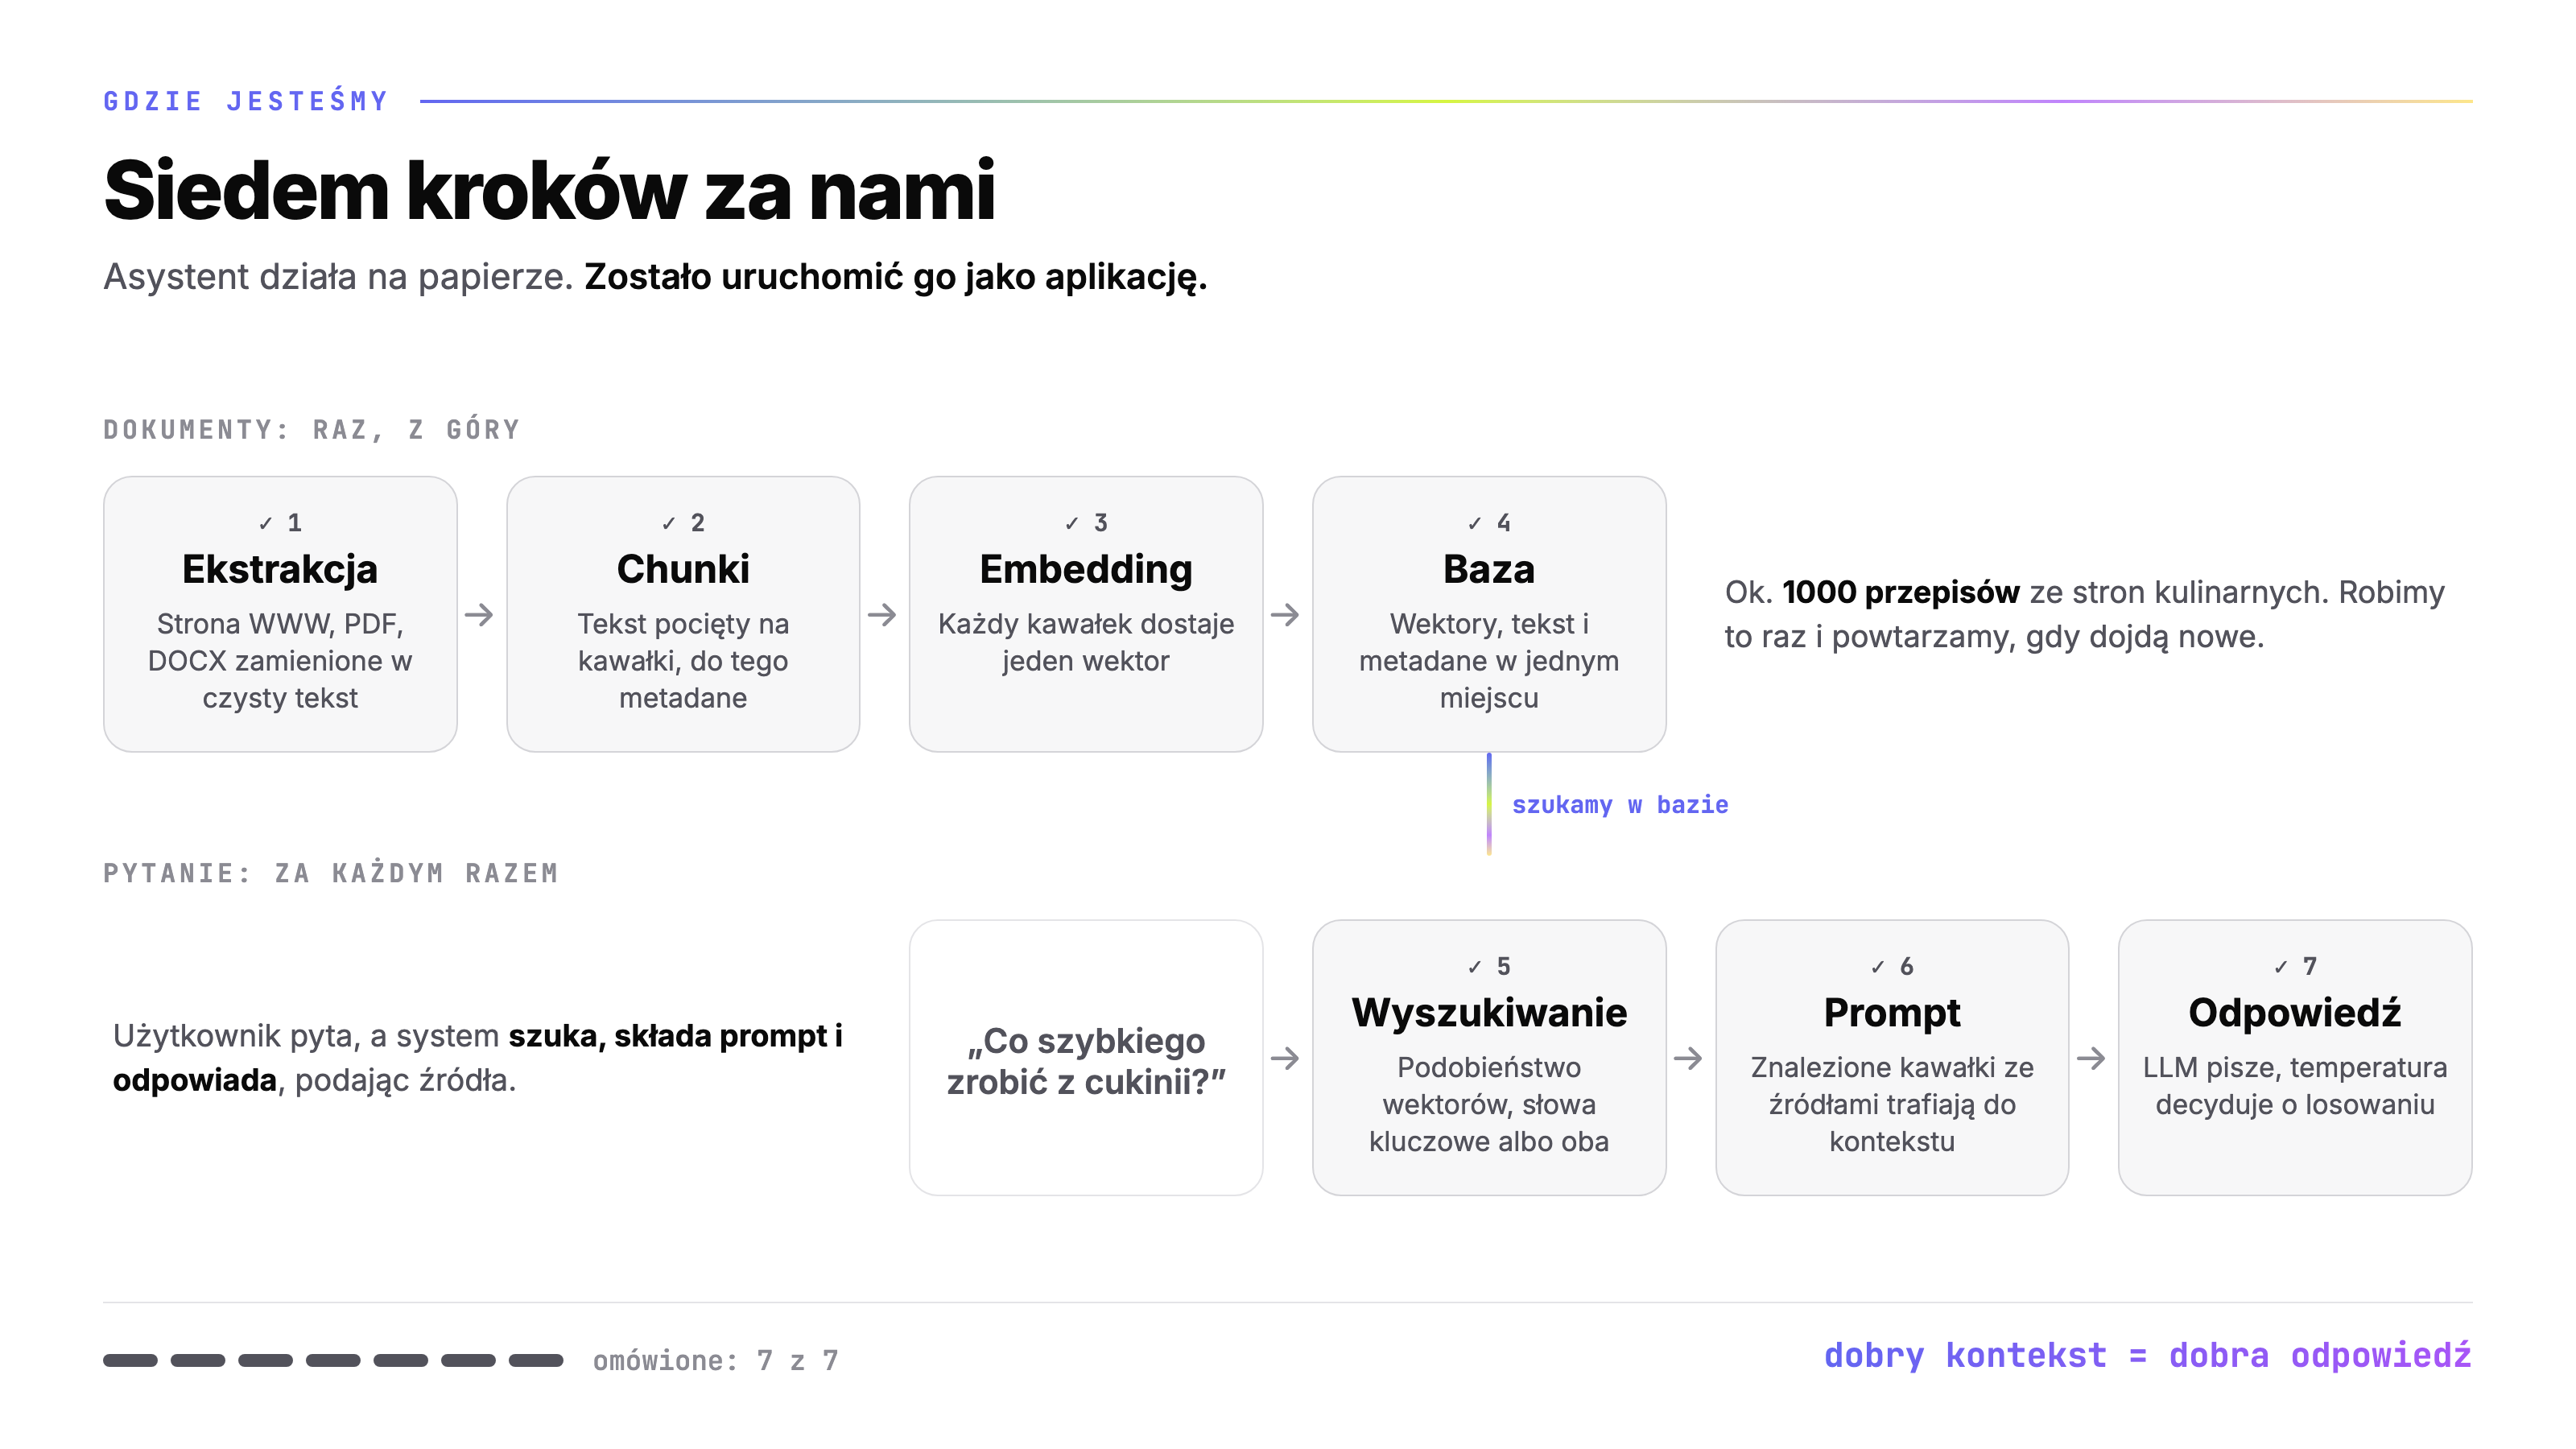 GDZIE JESTEŚMY
Siedem kroków za nami
Asystent działa na papierze. Zostało uruchomić go jako aplikację.
DOKUMENTY: RAZ, Z GÓRY
✓ 1
Ekstrakcja
Strona WWW, PDF,
DOCX zamienione w
czysty tekst
✓ 2
Chunki
Tekst pocięty na
kawałki, do tego
metadane
✓ 3
Embedding
Każdy kawałek dostaje
jeden wektor
✓ 4
Baza
Wektory, tekst i
metadane w jednym
miejscu
Ok. 1000 przepisów ze stron kulinarnych. Robimy
to raz i powtarzamy, gdy dojdą nowe.
szukamy w bazie
PYTANIE: ZA KAŻDYM RAZEM
Użytkownik pyta, a system szuka, składa prompt i
odpowiada, podając źródła.
„Co szybkiego
zrobić z cukinii?”
✓ 5
Wyszukiwanie
Podobieństwo
wektorów, słowa
kluczowe albo oba
✓ 6
Prompt
Znalezione kawałki ze
źródłami trafiają do
kontekstu
✓ 7
Odpowiedź
LLM pisze, temperatura
decyduje o losowaniu
omówione: 7 z 7
dobry kontekst = dobra odpowiedź